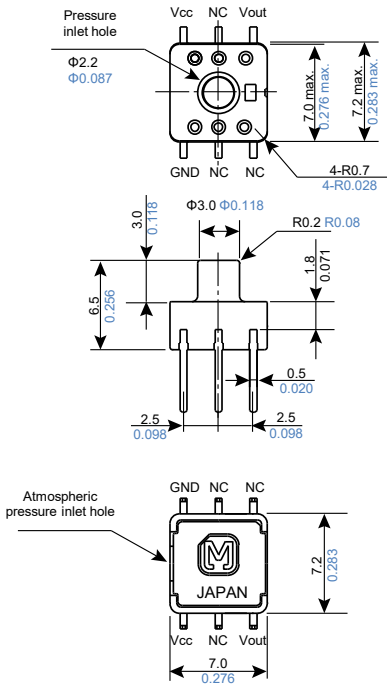 Pressure
inlet hole
Vcc NC Vout
Φ2.2
Φ0.087
7.0 max.
0.276 max.
7.2 max.
0.283 max.
GND NC NC
4-R0.7
4-R0.028
3.0
0.118
Φ3.0 Φ0.118
R0.2 R0.08
1.8
0.071
6.5
0.256
0.5
0.020
2.5
0.098
2.5
0.098
Atmospheric
pressure inlet hole
GND NC NC
M
JAPAN
7.2
0.283
Vcc NC Vout
7.0
0.276